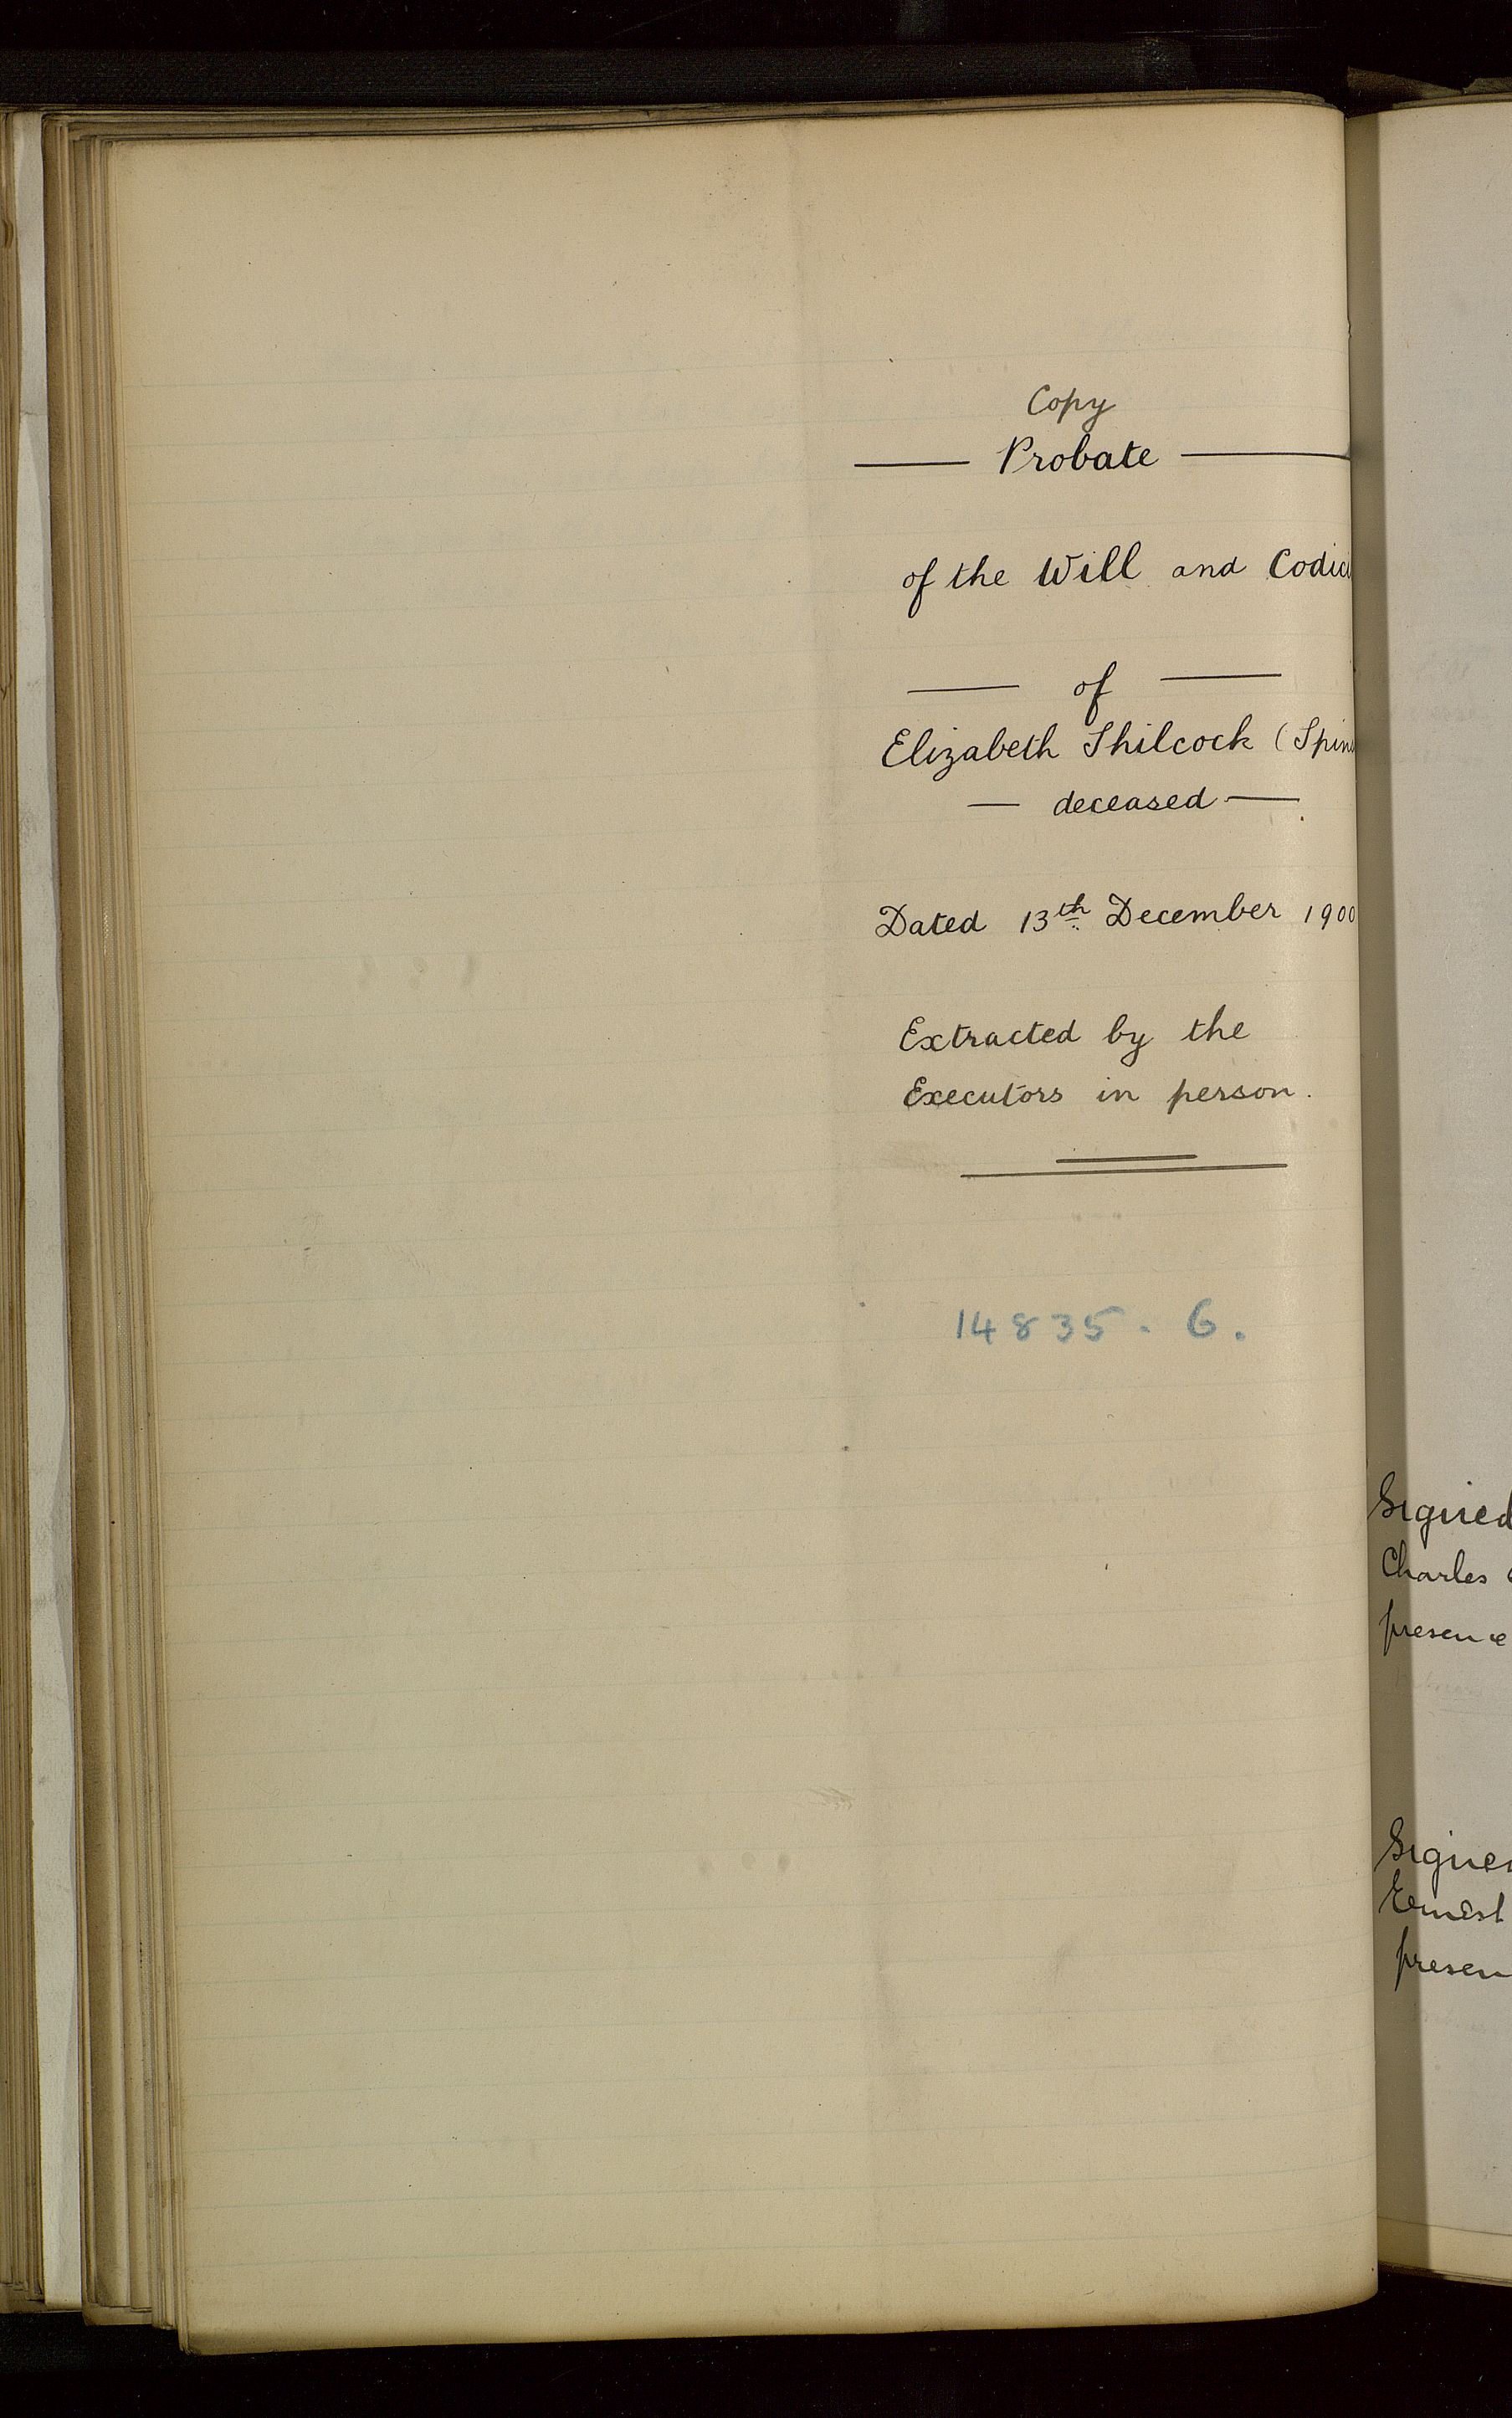 Copy
Probate
of the Will and Codici
of
Elizabeth Shilcock (Spins
deceased
Dated 13th December 1900
Extracted by the
Executors in person.
14835. 6.
Signed
Charles
presence
Signed
Ernest
presen